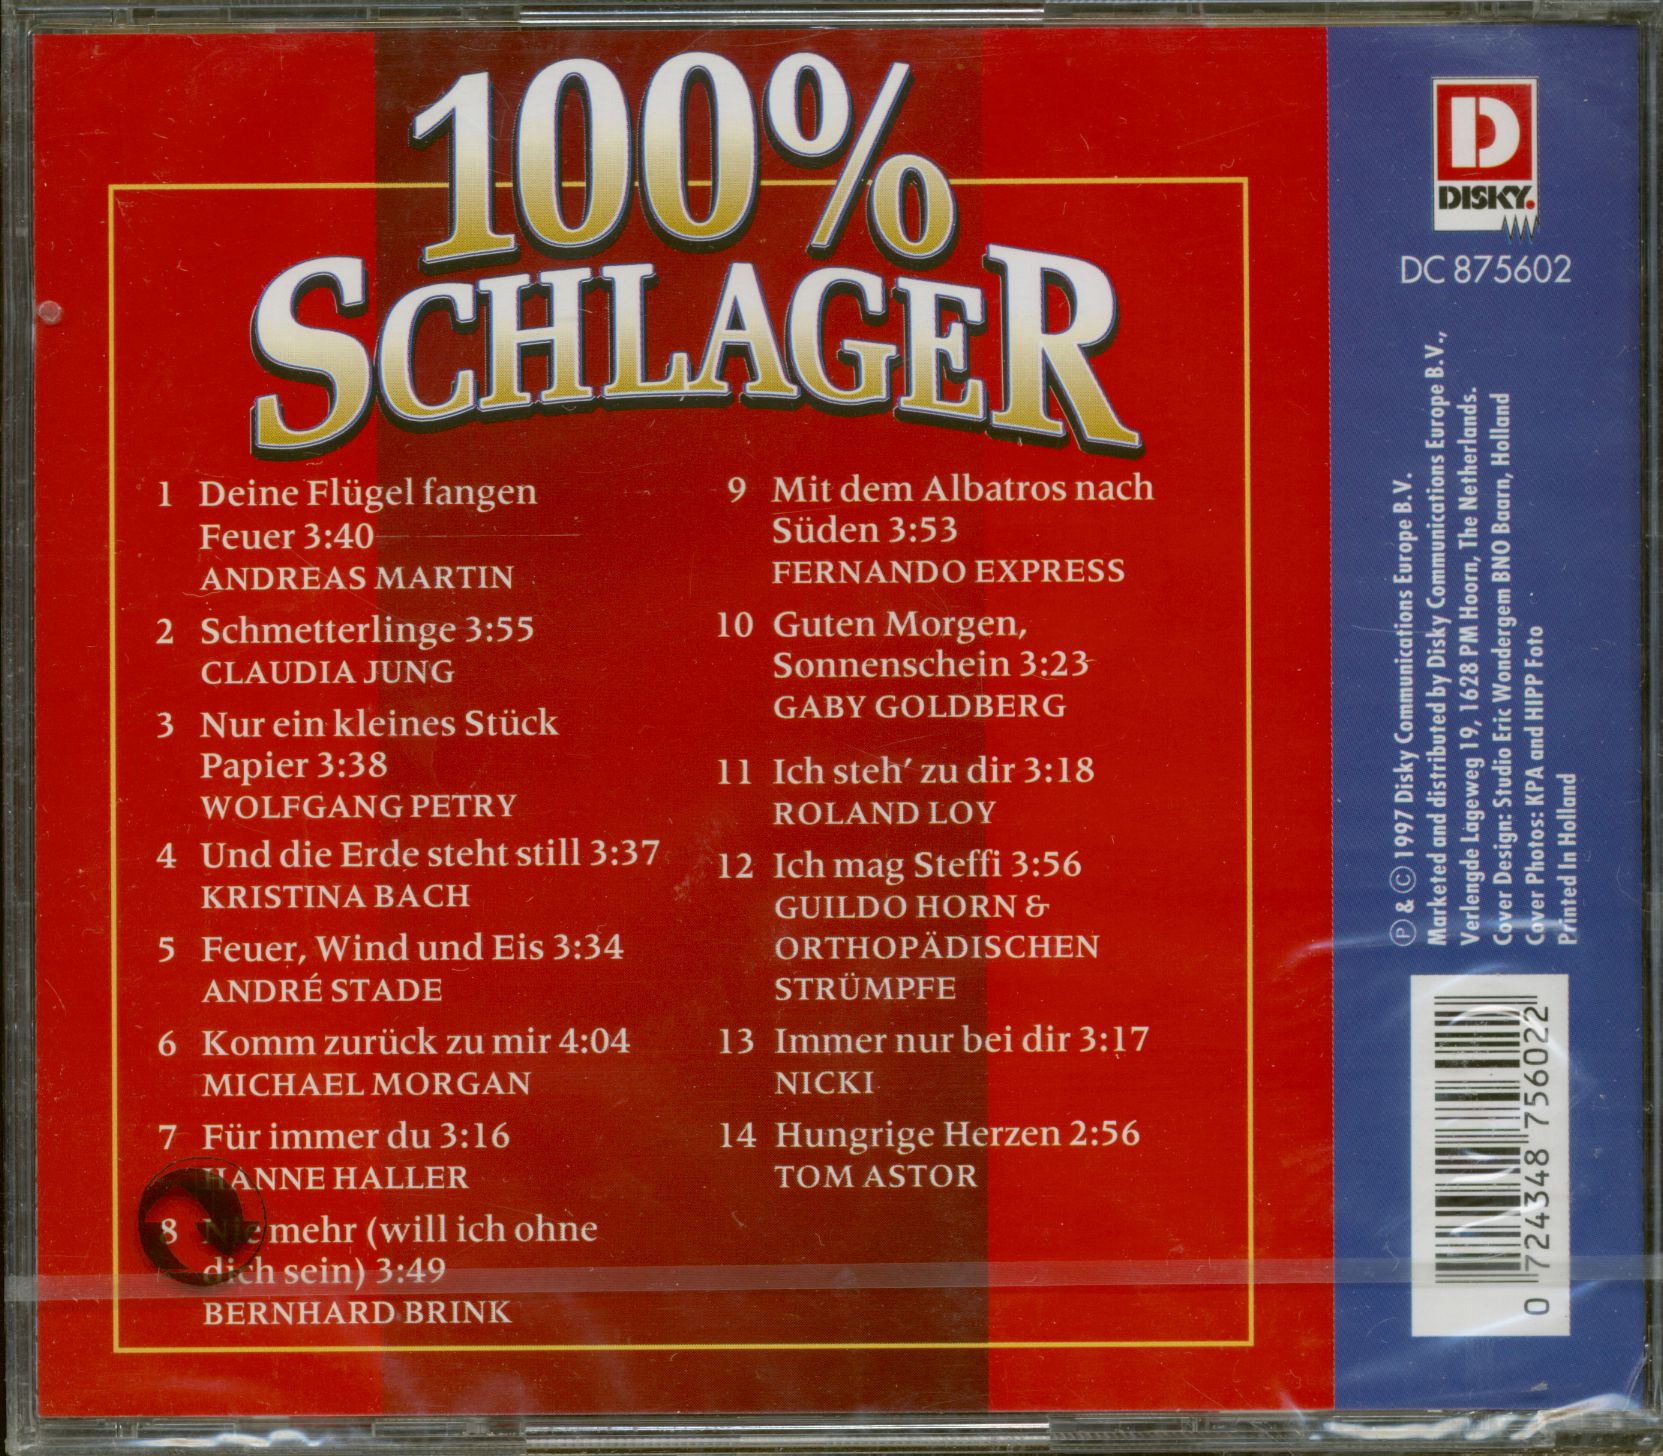 100%
SCHLAGER
1 Deine Flügel fangen
Feuer 3:40
ANDREAS MARTIN
2 Schmetterlinge 3:55
CLAUDIA JUNG
3 Nur ein kleines Stück
Papier 3:38
WOLFGANG PETRY
4 Und die Erde steht still 3:37
KRISTINA BACH
5 Feuer, Wind und Eis 3:34
ANDRÉ STADE
6 Komm zurück zu mir 4:04
MICHAEL MORGAN
7 Für immer du 3:16
HANNE HALLER
8 Nie mehr (will ich ohne
dich sein) 3:49
BERNHARD BRINK
9 Mit dem Albatros nach
Süden 3:53
FERNANDO EXPRESS
10 Guten Morgen,
Sonnenschein 3:23
GABY GOLDBERG
11 Ich steh' zu dir 3:18
ROLAND LOY
12 Ich mag Steffi 3:56
GUILDO HORN &
ORTHOPÄDISCHEN
STRÜMPFE
13 Immer nur bei dir 3:17
NICKI
14 Hungrige Herzen 2:56
TOM ASTOR
D
DISKY.
DC 875602
℗ & © 1997 Disky Communications Europe B.V.
Marketed and distributed by Disky Communications Europe B.V.,
Verlengde Lageweg 19, 1628 PM Hoorn, The Netherlands.
Cover Design: Studio Eric Wondergem BNO Baarn, Holland
Cover Photos: KPA and HIPP Foto
Printed In Holland
0 724348 756022